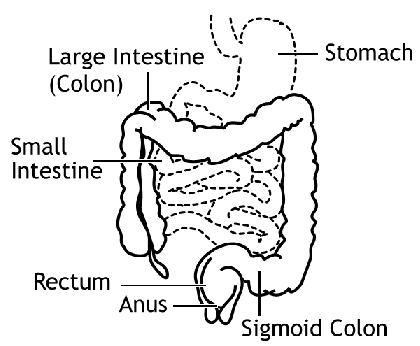 Stomach
Large Intestine
(Colon)
Small
Intestine
Rectum
Anus
Sigmoid Colon